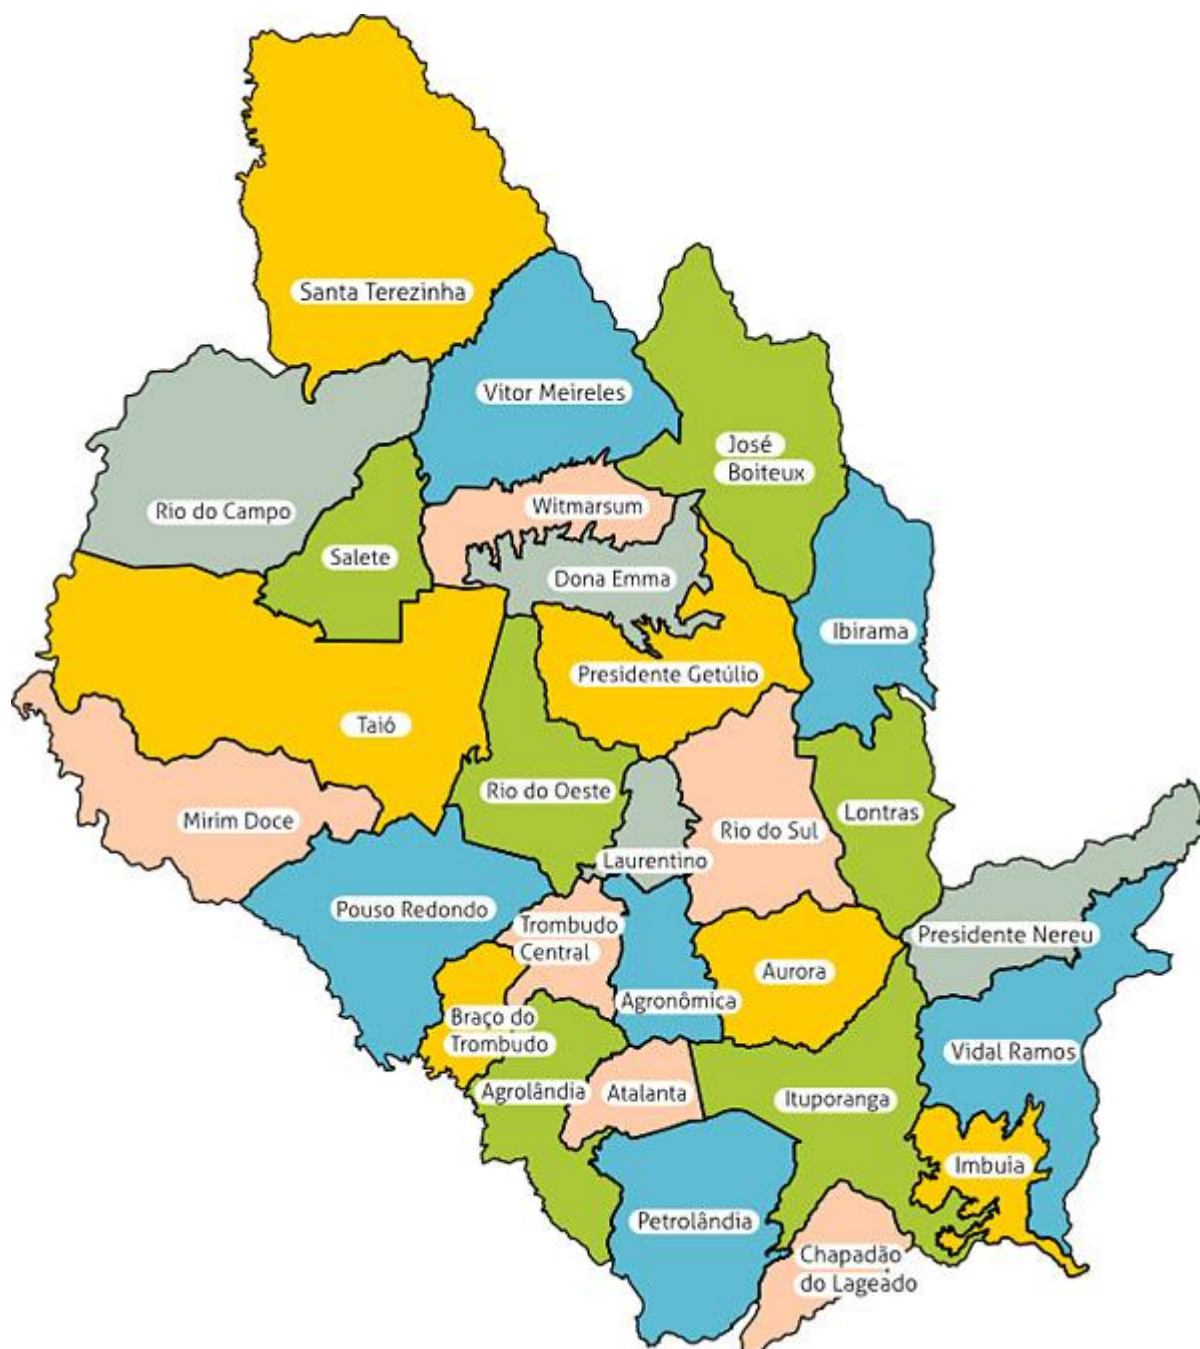 Santa Terezinha
Vitor Meireles
José
Boiteux
Rio do Campo
Witmarsum
Salete
Dona Emma
Ibirama
Presidente Getúlio
Taió
Rio do Oeste
Mirim Doce
Lontras
Rio do Sul
Laurentino
Pouso Redondo
Trombudo
Central
Presidente Nereu
Aurora
Agronômica
Braço do
Trombudo
Vidal Ramos
Agrolândia
Atalanta
Ituporanga
Imbuia
Petrolândia
Chapadão
do Lageado